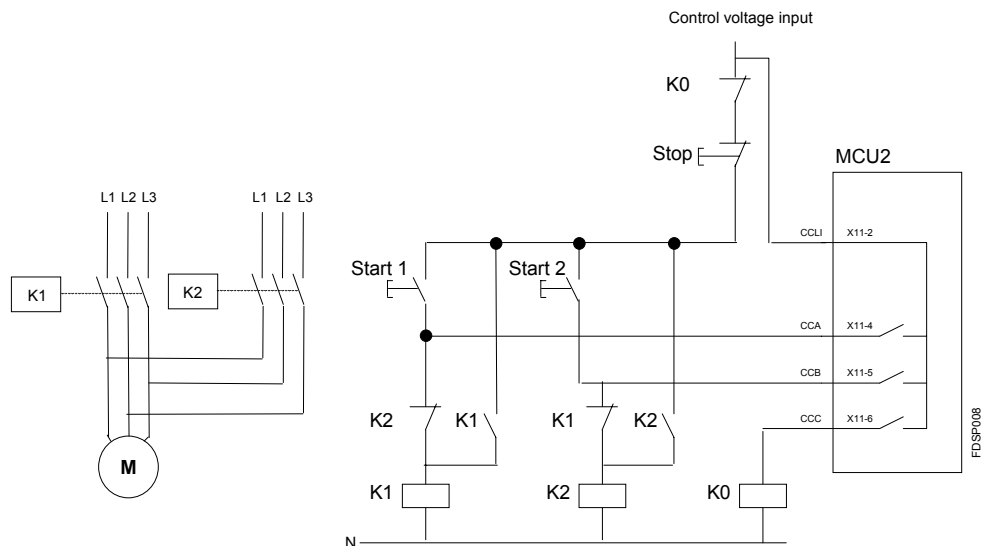 Control voltage input
K0
Stop
MCU2
L1 L2 L3
L1 L2 L3
CCLI X11-2
Start 1
Start 2
K1
K2
CCA X11-4
CCB X11-5
K2
K1
K1
K2
CCC X11-6
FDSP008
M
K1
K2
K0
N